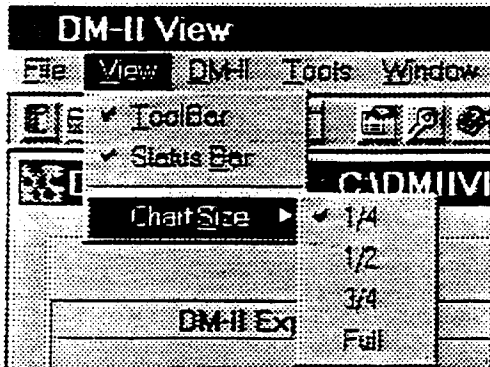 DM-II View
File View DM-II Tools Window
ToolBar
Status Bar
C:\DMIIVI
Chart Size 1/4
1/2
3/4
DM-II Exp
Full